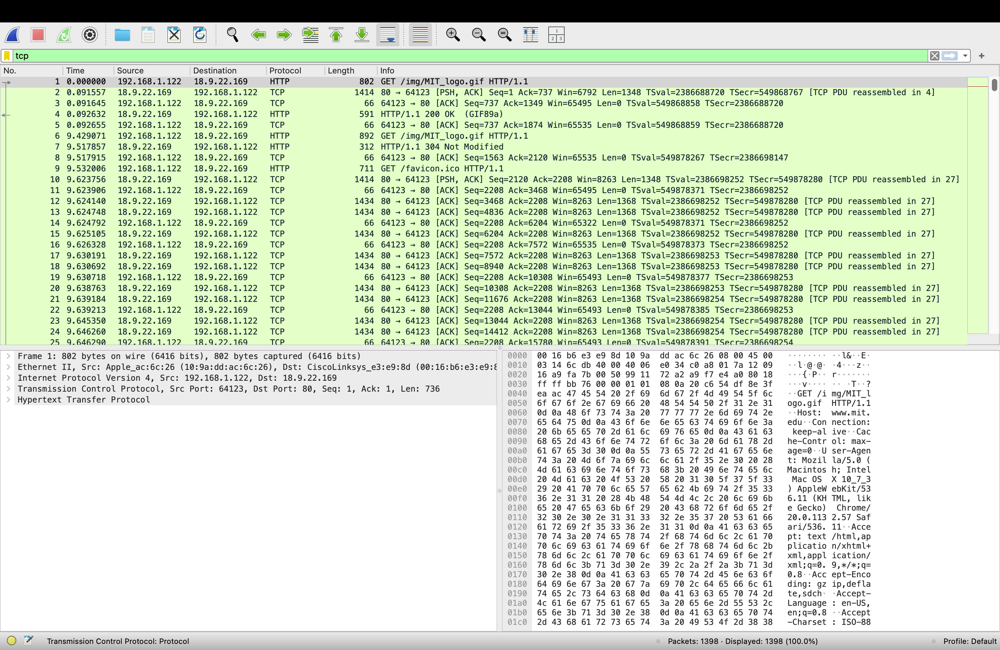 tcp
No. Time Source Destination Protocol Length Info
1 0.000000 192.168.1.122 18.9.22.169 HTTP 802 GET /img/MIT_logo.gif HTTP/1.1
2 0.091557 18.9.22.169 192.168.1.122 TCP 1414 80 → 64123 [PSH, ACK] Seq=1 Ack=737 Win=6792 Len=1348 TSval=2386688720 TSecr=549868767 [TCP PDU reassembled in 4]
3 0.091645 192.168.1.122 18.9.22.169 TCP 66 64123 → 80 [ACK] Seq=737 Ack=1349 Win=65495 Len=0 TSval=549868858 TSecr=2386688720
4 0.092632 18.9.22.169 192.168.1.122 HTTP 591 HTTP/1.1 200 OK (GIF89a)
5 0.092655 192.168.1.122 18.9.22.169 TCP 66 64123 → 80 [ACK] Seq=737 Ack=1874 Win=65535 Len=0 TSval=549868859 TSecr=2386688720
6 9.429071 192.168.1.122 18.9.22.169 HTTP 892 GET /img/MIT_logo.gif HTTP/1.1
7 9.517857 18.9.22.169 192.168.1.122 HTTP 312 HTTP/1.1 304 Not Modified
8 9.517915 192.168.1.122 18.9.22.169 TCP 66 64123 → 80 [ACK] Seq=1563 Ack=2120 Win=65535 Len=0 TSval=549878267 TSecr=2386698147
9 9.532006 192.168.1.122 18.9.22.169 HTTP 711 GET /favicon.ico HTTP/1.1
10 9.623756 18.9.22.169 192.168.1.122 TCP 1414 80 → 64123 [PSH, ACK] Seq=2120 Ack=2208 Win=8263 Len=1348 TSval=2386698252 TSecr=549878280 [TCP PDU reassembled in 27]
11 9.623906 192.168.1.122 18.9.22.169 TCP 66 64123 → 80 [ACK] Seq=2208 Ack=3468 Win=65495 Len=0 TSval=549878371 TSecr=2386698252
12 9.624140 18.9.22.169 192.168.1.122 TCP 1434 80 → 64123 [ACK] Seq=3468 Ack=2208 Win=8263 Len=1368 TSval=2386698252 TSecr=549878280 [TCP PDU reassembled in 27]
13 9.624748 18.9.22.169 192.168.1.122 TCP 1434 80 → 64123 [ACK] Seq=4836 Ack=2208 Win=8263 Len=1368 TSval=2386698252 TSecr=549878280 [TCP PDU reassembled in 27]
14 9.624792 192.168.1.122 18.9.22.169 TCP 66 64123 → 80 [ACK] Seq=2208 Ack=6204 Win=65322 Len=0 TSval=549878371 TSecr=2386698252
15 9.625105 18.9.22.169 192.168.1.122 TCP 1434 80 → 64123 [ACK] Seq=6204 Ack=2208 Win=8263 Len=1368 TSval=2386698252 TSecr=549878280 [TCP PDU reassembled in 27]
16 9.626328 192.168.1.122 18.9.22.169 TCP 66 64123 → 80 [ACK] Seq=2208 Ack=7572 Win=65535 Len=0 TSval=549878373 TSecr=2386698252
17 9.630191 18.9.22.169 192.168.1.122 TCP 1434 80 → 64123 [ACK] Seq=7572 Ack=2208 Win=8263 Len=1368 TSval=2386698253 TSecr=549878280 [TCP PDU reassembled in 27]
18 9.630692 18.9.22.169 192.168.1.122 TCP 1434 80 → 64123 [ACK] Seq=8940 Ack=2208 Win=8263 Len=1368 TSval=2386698253 TSecr=549878280 [TCP PDU reassembled in 27]
19 9.630718 192.168.1.122 18.9.22.169 TCP 66 64123 → 80 [ACK] Seq=2208 Ack=10308 Win=65493 Len=0 TSval=549878377 TSecr=2386698253
20 9.638763 18.9.22.169 192.168.1.122 TCP 1434 80 → 64123 [ACK] Seq=10308 Ack=2208 Win=8263 Len=1368 TSval=2386698253 TSecr=549878280 [TCP PDU reassembled in 27]
21 9.639184 18.9.22.169 192.168.1.122 TCP 1434 80 → 64123 [ACK] Seq=11676 Ack=2208 Win=8263 Len=1368 TSval=2386698254 TSecr=549878280 [TCP PDU reassembled in 27]
22 9.639213 192.168.1.122 18.9.22.169 TCP 66 64123 → 80 [ACK] Seq=2208 Ack=13044 Win=65493 Len=0 TSval=549878385 TSecr=2386698253
23 9.645350 18.9.22.169 192.168.1.122 TCP 1434 80 → 64123 [ACK] Seq=13044 Ack=2208 Win=8263 Len=1368 TSval=2386698254 TSecr=549878280 [TCP PDU reassembled in 27]
24 9.646260 18.9.22.169 192.168.1.122 TCP 1434 80 → 64123 [ACK] Seq=14412 Ack=2208 Win=8263 Len=1368 TSval=2386698254 TSecr=549878280 [TCP PDU reassembled in 27]
25 9.646290 192.168.1.122 18.9.22.169 TCP 66 64123 → 80 [ACK] Seq=2208 Ack=15780 Win=65493 Len=0 TSval=549878391 TSecr=2386698254
Frame 1: 802 bytes on wire (6416 bits), 802 bytes captured (6416 bits)
Ethernet II, Src: Apple_ac:6c:26 (10:9a:dd:ac:6c:26), Dst: CiscoLinksys_e3:e9:8d (00:16:b6:e3:e9:8
Internet Protocol Version 4, Src: 192.168.1.122, Dst: 18.9.22.169
Transmission Control Protocol, Src Port: 64123, Dst Port: 80, Seq: 1, Ack: 1, Len: 736
Hypertext Transfer Protocol
0000 00 16 b6 e3 e9 8d 10 9a dd ac 6c 26 08 00 45 00 ········ ··l&··E·
0010 03 14 6c db 40 00 40 06 e0 34 c0 a8 01 7a 12 09 ··l·@·@· ·4···z··
0020 16 a9 fa 7b 00 50 99 11 72 a2 a9 f7 e4 a0 80 18 ···{·P·· r·······
0030 ff ff bb 76 00 00 01 01 08 0a 20 c6 54 df 8e 3f ···v···· ·· ·T··?
0040 ea ac 47 45 54 20 2f 69 6d 67 2f 4d 49 54 5f 6c ··GET /i mg/MIT_l
0050 6f 67 6f 2e 67 69 66 20 48 54 54 50 2f 31 2e 31 ogo.gif HTTP/1.1
0060 0d 0a 48 6f 73 74 3a 20 77 77 77 2e 6d 69 74 2e ··Host: www.mit.
0070 65 64 75 0d 0a 43 6f 6e 6e 65 63 74 69 6f 6e 3a edu··Con nection:
0080 20 6b 65 65 70 2d 61 6c 69 76 65 0d 0a 43 61 63 keep-al ive··Cac
0090 68 65 2d 43 6f 6e 74 72 6f 6c 3a 20 6d 61 78 2d he-Contr ol: max-
00a0 61 67 65 3d 30 0d 0a 55 73 65 72 2d 41 67 65 6e age=0··U ser-Agen
00b0 74 3a 20 4d 6f 7a 69 6c 6c 61 2f 35 2e 30 20 28 t: Mozil la/5.0 (
00c0 4d 61 63 69 6e 74 6f 73 68 3b 20 49 6e 74 65 6c Macintos h; Intel
00d0 20 4d 61 63 20 4f 53 20 58 20 31 30 5f 37 5f 33 Mac OS X 10_7_3
00e0 29 20 41 70 70 6c 65 57 65 62 4b 69 74 2f 35 33 ) AppleW ebKit/53
00f0 36 2e 31 31 20 28 4b 48 54 4d 4c 2c 20 6c 69 6b 6.11 (KH TML, lik
0100 65 20 47 65 63 6b 6f 29 20 43 68 72 6f 6d 65 2f e Gecko) Chrome/
0110 32 30 2e 30 2e 31 31 33 32 2e 35 37 20 53 61 66 20.0.113 2.57 Saf
0120 61 72 69 2f 35 33 36 2e 31 31 0d 0a 41 63 63 65 ari/536. 11··Acce
0130 70 74 3a 20 74 65 78 74 2f 68 74 6d 6c 2c 61 70 pt: text /html,ap
0140 70 6c 69 63 61 74 69 6f 6e 2f 78 68 74 6d 6c 2b plicatio n/xhtml+
0150 78 6d 6c 2c 61 70 70 6c 69 63 61 74 69 6f 6e 2f xml,appl ication/
0160 78 6d 6c 3b 71 3d 30 2e 39 2c 2a 2f 2a 3b 71 3d xml;q=0. 9,*/*;q=
0170 30 2e 38 0d 0a 41 63 63 65 70 74 2d 45 6e 63 6f 0.8··Acc ept-Enco
0180 64 69 6e 67 3a 20 67 7a 69 70 2c 64 65 66 6c 61 ding: gz ip,defla
0190 74 65 2c 73 64 63 68 0d 0a 41 63 63 65 70 74 2d te,sdch· ·Accept-
01a0 4c 61 6e 67 75 61 67 65 3a 20 65 6e 2d 55 53 2c Language : en-US,
01b0 65 6e 3b 71 3d 30 2e 38 0d 0a 41 63 63 65 70 74 en;q=0.8 ··Accept
01c0 2d 43 68 61 72 73 65 74 3a 20 49 53 4f 2d 38 38 -Charset : ISO-88
Transmission Control Protocol: Protocol Packets: 1398 · Displayed: 1398 (100.0%) Profile: Default